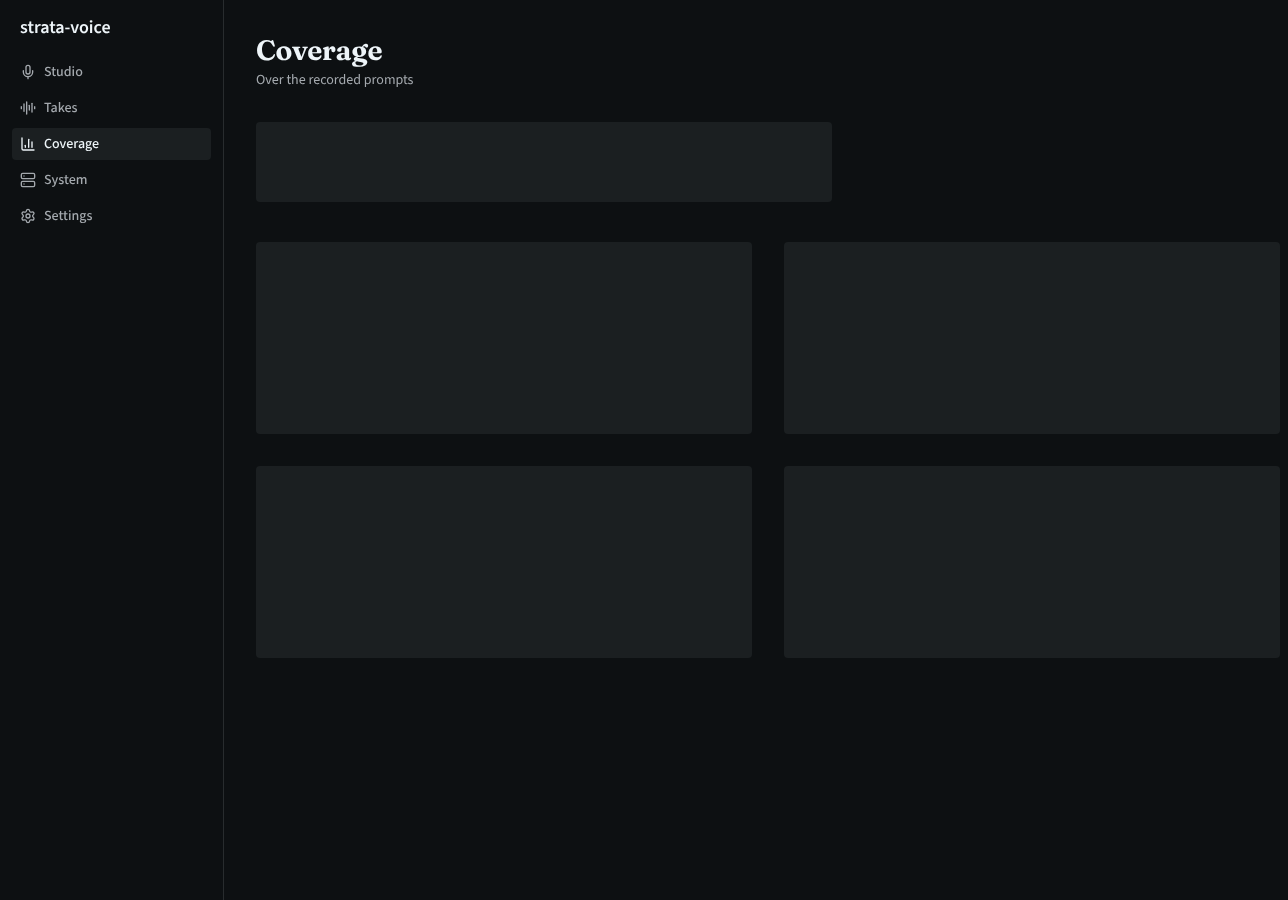 strata-voice
Studio
Takes
Coverage
System
Settings
Coverage
Over the recorded prompts